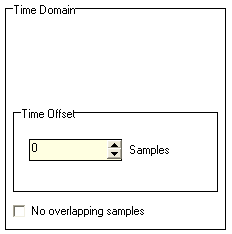 Time Domain
Time Offset
0 Samples
No overlapping samples